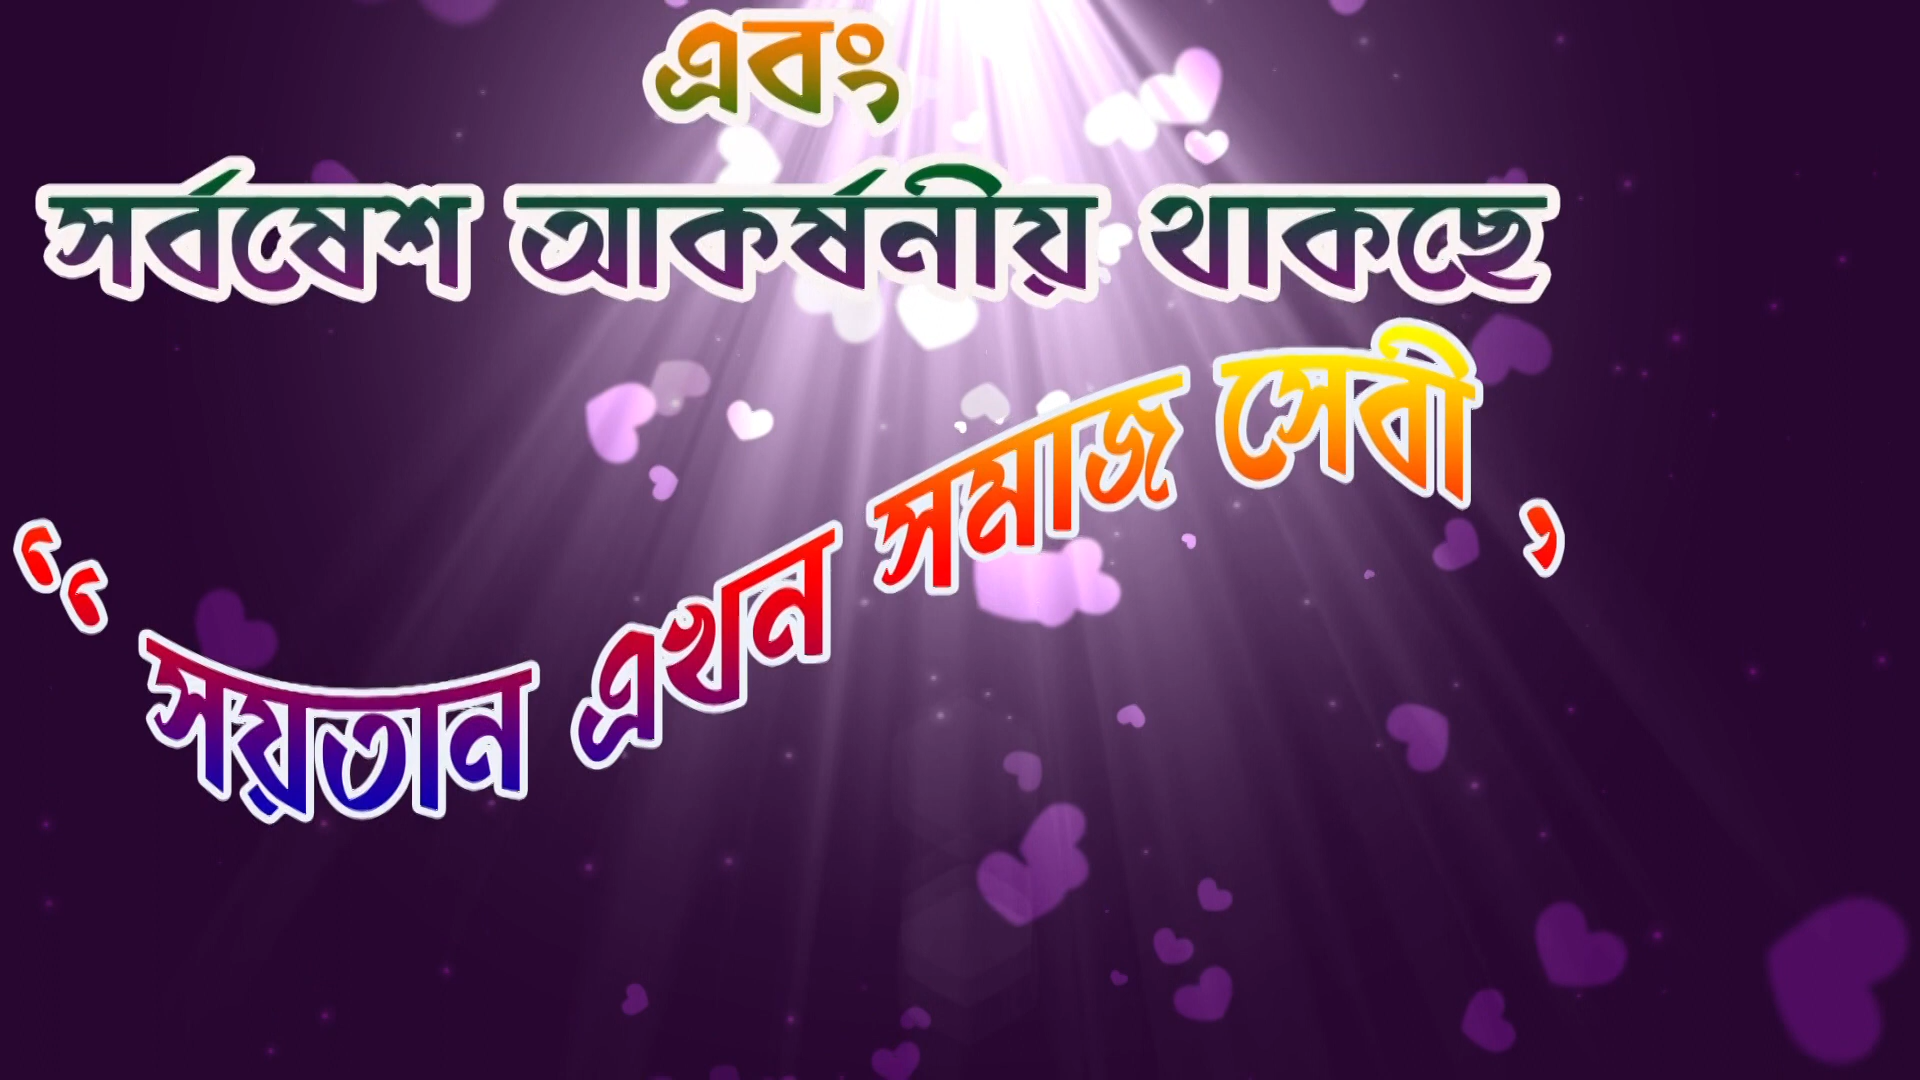 এবং
সর্বষেশ আকর্ষনীয় থাকছে
“ সয়তান এখন সমাজ সেবী ’